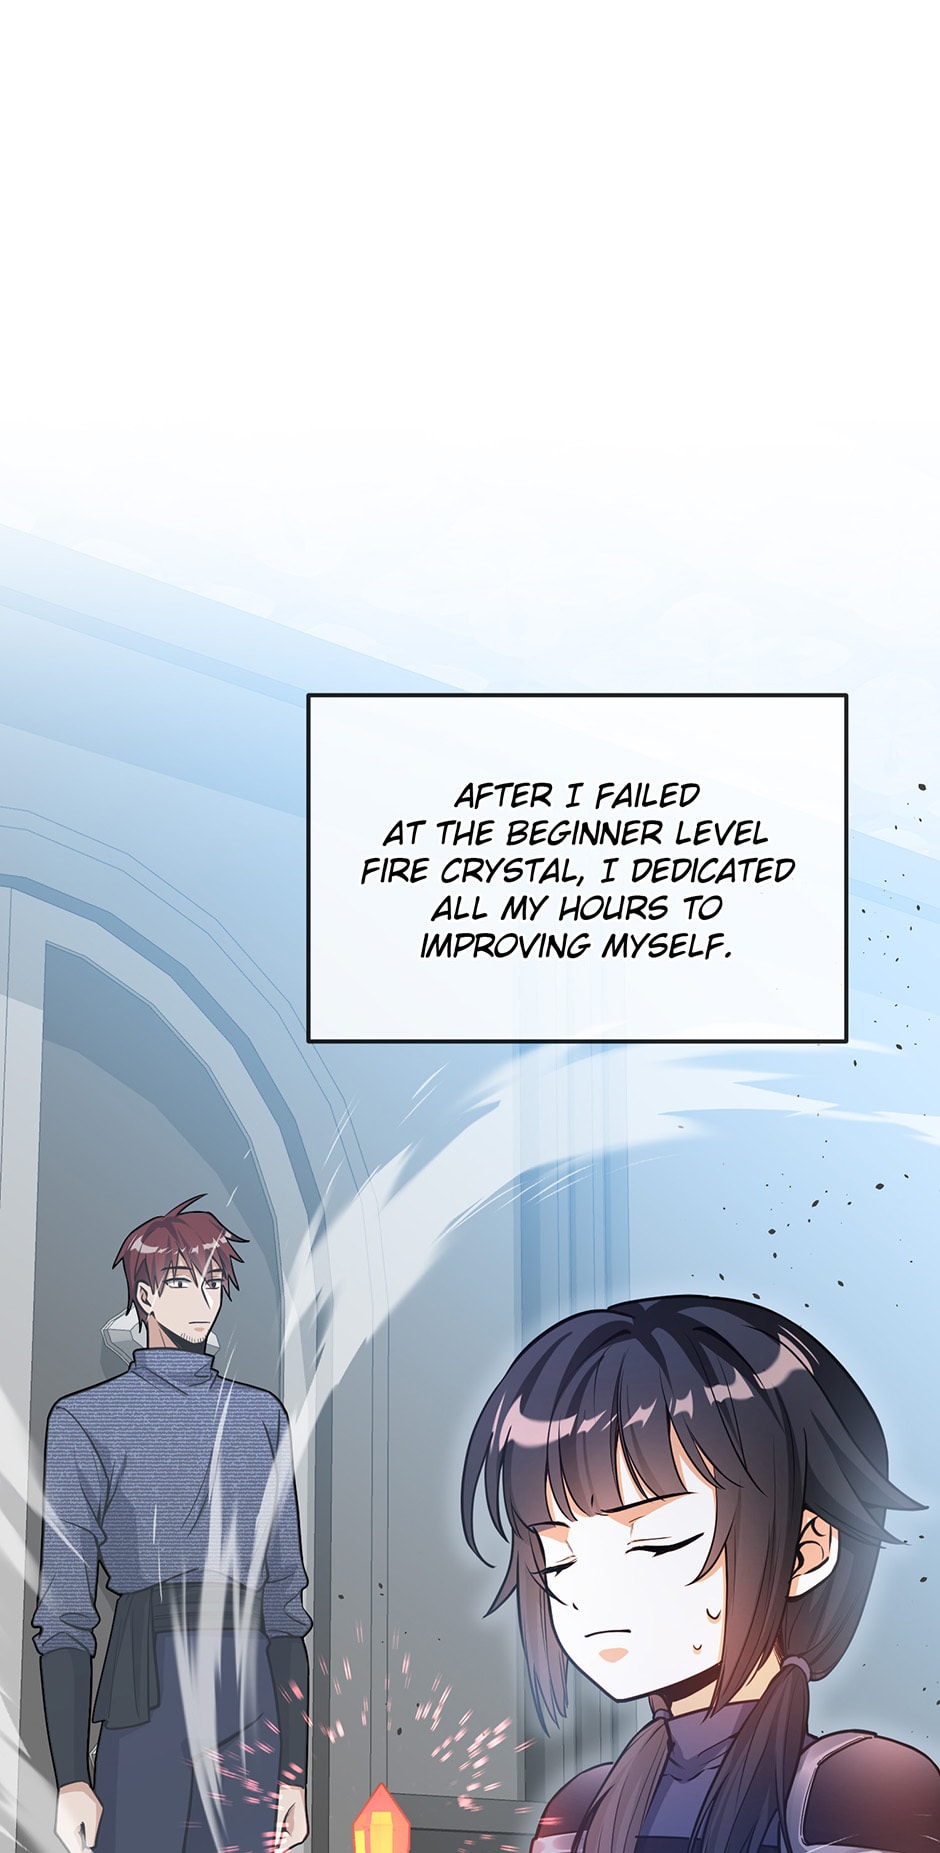 AFTER I FAILED
AT THE BEGINNER LEVEL
FIRE CRYSTAL, I DEDICATED
ALL MY HOURS TO
IMPROVING MYSELF.